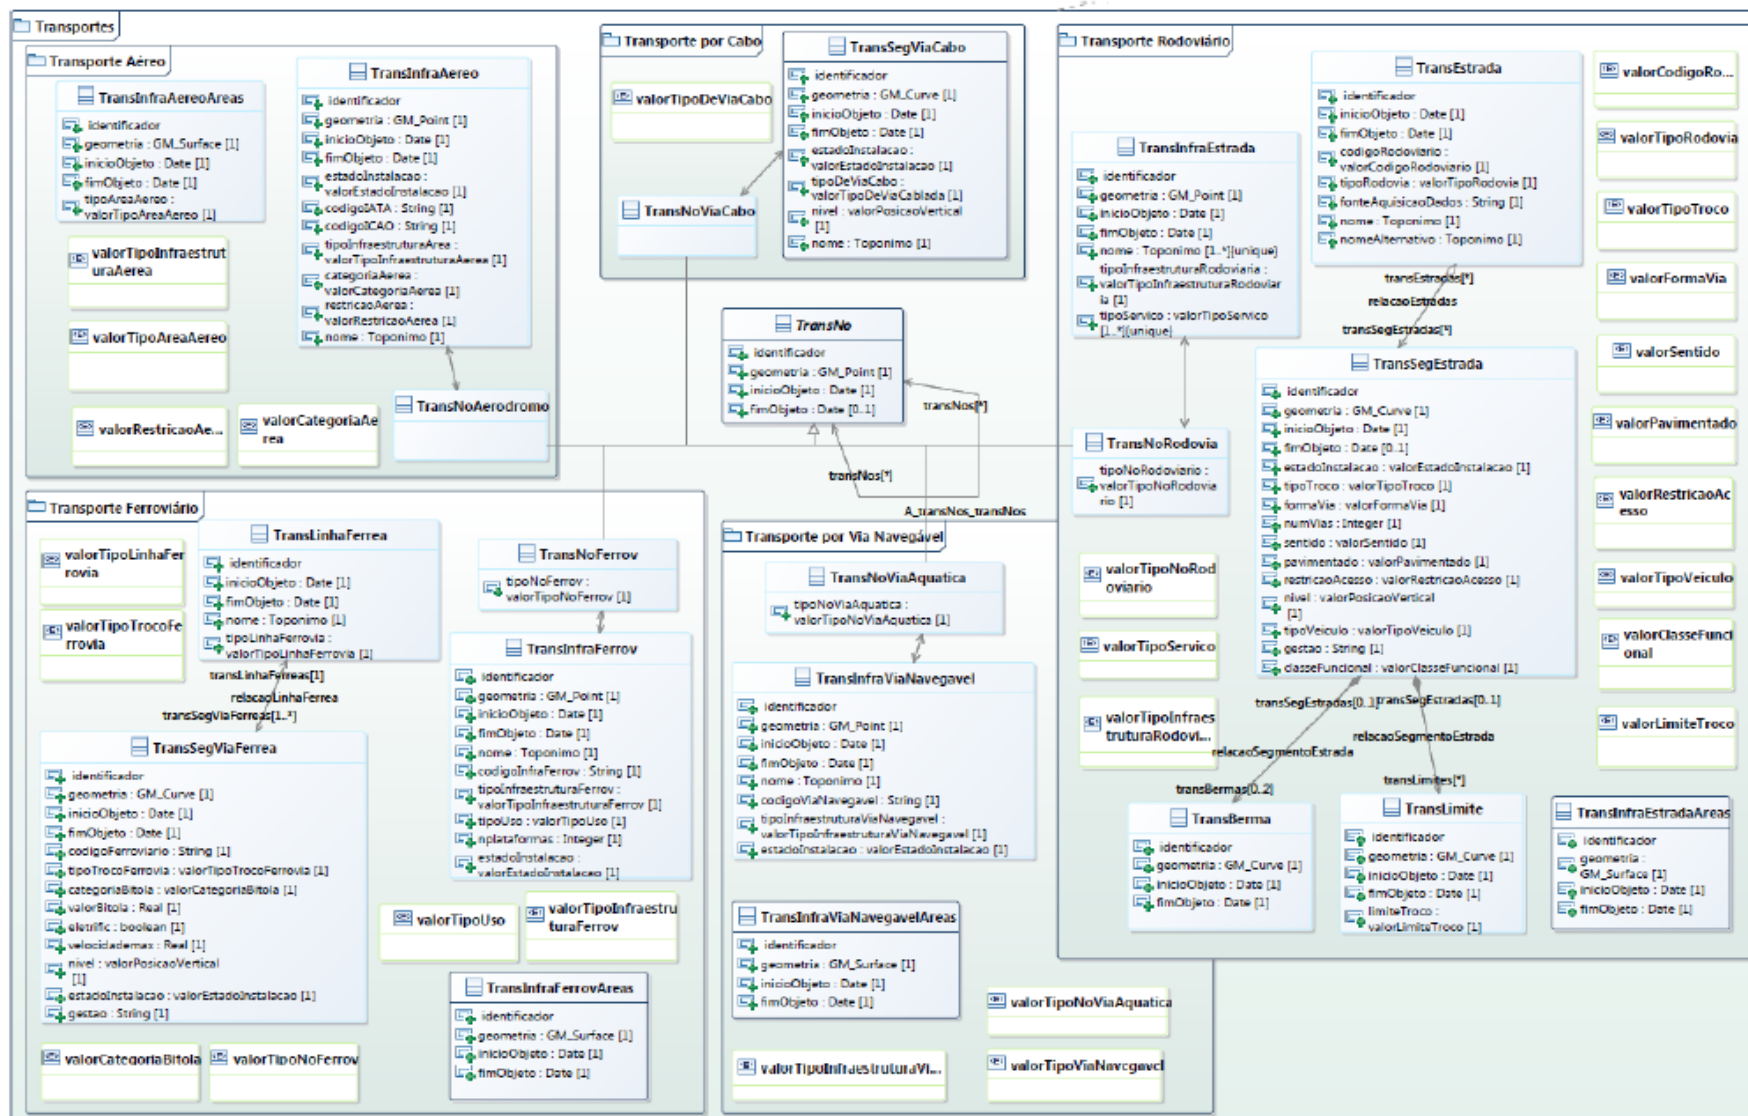 Transportes
Transporte Aéreo
TransInfraAereoAreas
identificador
geometria : GM_Surface [1]
inicioObjeto : Date [1]
fimObjeto : Date [1]
tipoAreaAereo :
valorTipoAreaAereo [1]
valorTipoInfraestrut
uraAerea
valorTipoAreaAereo
valorRestricaoAe...
valorCategoriaAe
rea
TransInfraAereo
identificador
geometria : GM_Point [1]
inicioObjeto : Date [1]
fimObjeto : Date [1]
estadoInstalacao :
valorEstadoInstalacao [1]
codigoIATA : String [1]
codigoICAO : String [1]
tipoInfraestruturaArea :
valorTipoInfraestruturaAerea [1]
categoriaAerea :
valorCategoriaAerea [1]
restricaoAerea :
valorRestricaoAerea [1]
nome : Toponimo [1]
TransNoAerodromo
Transporte por Cabo
valorTipoDeViaCabo
TransNoViaCabo
TransSegViaCabo
identificador
geometria : GM_Curve [1]
inicioObjeto : Date [1]
fimObjeto : Date [1]
estadoInstalacao :
valorEstadoInstalacao [1]
tipoDeViaCabo :
valorTipoDeViaCablada [1]
nivel : valorPosicaoVertical
[1]
nome : Toponimo [1]
TransNo
identificador
geometria : GM_Point [1]
inicioObjeto : Date [1]
fimObjeto : Date [0..1]
transNos[*]
transNos[*]
A_transNos_transNos
Transporte Rodoviário
TransInfraEstrada
identificador
geometria : GM_Point [1]
inicioObjeto : Date [1]
fimObjeto : Date [1]
nome : Toponimo [1..*]{unique}
tipoInfraestruturaRodoviaria :
valorTipoInfraestruturaRodoviar
ia [1]
tipoServico : valorTipoServico
[1..*]{unique}
TransNoRodovia
tipoNoRodoviario :
valorTipoNoRodovia
rio [1]
valorTipoNoRod
oviario
valorTipoServico
valorTipoInfraes
truturaRodovi...
TransEstrada
identificador
inicioObjeto : Date [1]
fimObjeto : Date [1]
codigoRodoviario :
valorCodigoRodoviario [1]
tipoRodovia : valorTipoRodovia [1]
fonteAquisicaoDados : String [1]
nome : Toponimo [1]
nomeAlternativo : Toponimo [1]
transEstradas[*]
relacaoEstradas
transSegEstradas[*]
TransSegEstrada
identificador
geometria : GM_Curve [1]
inicioObjeto : Date [1]
fimObjeto : Date [0..1]
estadoInstalacao : valorEstadoInstalacao [1]
tipoTroco : valorTipoTroco [1]
formaVia : valorFormaVia [1]
numVias : Integer [1]
sentido : valorSentido [1]
pavimentado : valorPavimentado [1]
restricaoAcesso : valorRestricaoAcesso [1]
nivel : valorPosicaoVertical
[1]
tipoVeiculo : valorTipoVeiculo [1]
gestao : String [1]
classeFuncional : valorClasseFuncional [1]
transSegEstradas[0..1]
transSegEstradas[0..1]
relacaoSegmentoEstrada
relacaoSegmentoEstrada
transBermas[0..2]
transLimites[*]
TransBerma
identificador
geometria : GM_Curve [1]
inicioObjeto : Date [1]
fimObjeto : Date [1]
TransLimite
identificador
geometria : GM_Curve [1]
inicioObjeto : Date [1]
fimObjeto : Date [1]
limiteTroco :
valorLimiteTroco [1]
TransInfraEstradaAreas
identificador
geometria :
GM_Surface [1]
inicioObjeto : Date [1]
fimObjeto : Date [1]
valorCodigoRo...
valorTipoRodovia
valorTipoTroco
valorFormaVia
valorSentido
valorPavimentado
valorRestricaoAc
esso
valorTipoVeiculo
valorClasseFunci
onal
valorLimiteTroco
Transporte Ferroviário
valorTipoLinhaFer
rovia
valorTipoTrocoFe
rrovia
TransLinhaFerrea
identificador
inicioObjeto : Date [1]
fimObjeto : Date [1]
nome : Toponimo [1]
tipoLinhaFerrovia :
valorTipoLinhaFerrovia [1]
transLinhaFerreas[1]
relacaoLinhaFerrea
transSegViaFerreas[1..*]
TransSegViaFerrea
identificador
geometria : GM_Curve [1]
inicioObjeto : Date [1]
fimObjeto : Date [1]
codigoFerroviario : String [1]
tipoTrocoFerrovia : valorTipoTrocoFerrovia [1]
categoriaBitola : valorCategoriaBitola [1]
valorBitola : Real [1]
eletrific : boolean [1]
velocidademax : Real [1]
nivel : valorPosicaoVertical
[1]
estadoInstalacao : valorEstadoInstalacao [1]
gestao : String [1]
valorCategoriaBitola
valorTipoNoFerrov
TransNoFerrov
tipoNoFerrov :
valorTipoNoFerrov [1]
TransInfraFerrov
identificador
geometria : GM_Point [1]
inicioObjeto : Date [1]
fimObjeto : Date [1]
nome : Toponimo [1]
codigoInfraFerrov : String [1]
tipoInfraestruturaFerrov :
valorTipoInfraestruturaFerrov [1]
tipoUso : valorTipoUso [1]
nplataformas : Integer [1]
estadoInstalacao :
valorEstadoInstalacao [1]
valorTipoUso
valorTipoInfraestru
turaFerrov
TransInfraFerrovAreas
identificador
geometria : GM_Surface [1]
inicioObjeto : Date [1]
fimObjeto : Date [1]
Transporte por Via Navegável
TransNoViaAquatica
tipoNoViaAquatica :
valorTipoNoViaAquatica [1]
TransInfraViaNavegavel
identificador
geometria : GM_Point [1]
inicioObjeto : Date [1]
fimObjeto : Date [1]
nome : Toponimo [1]
codigoViaNavegavel : String [1]
tipoInfraestruturaViaNavegavel :
valorTipoInfraestruturaViaNavegavel [1]
estadoInstalacao : valorEstadoInstalacao [1]
TransInfraViaNavegavelAreas
identificador
geometria : GM_Surface [1]
inicioObjeto : Date [1]
fimObjeto : Date [1]
valorTipoNoViaAquatica
valorTipoInfraestruturaVi...
valorTipoViaNavegavel